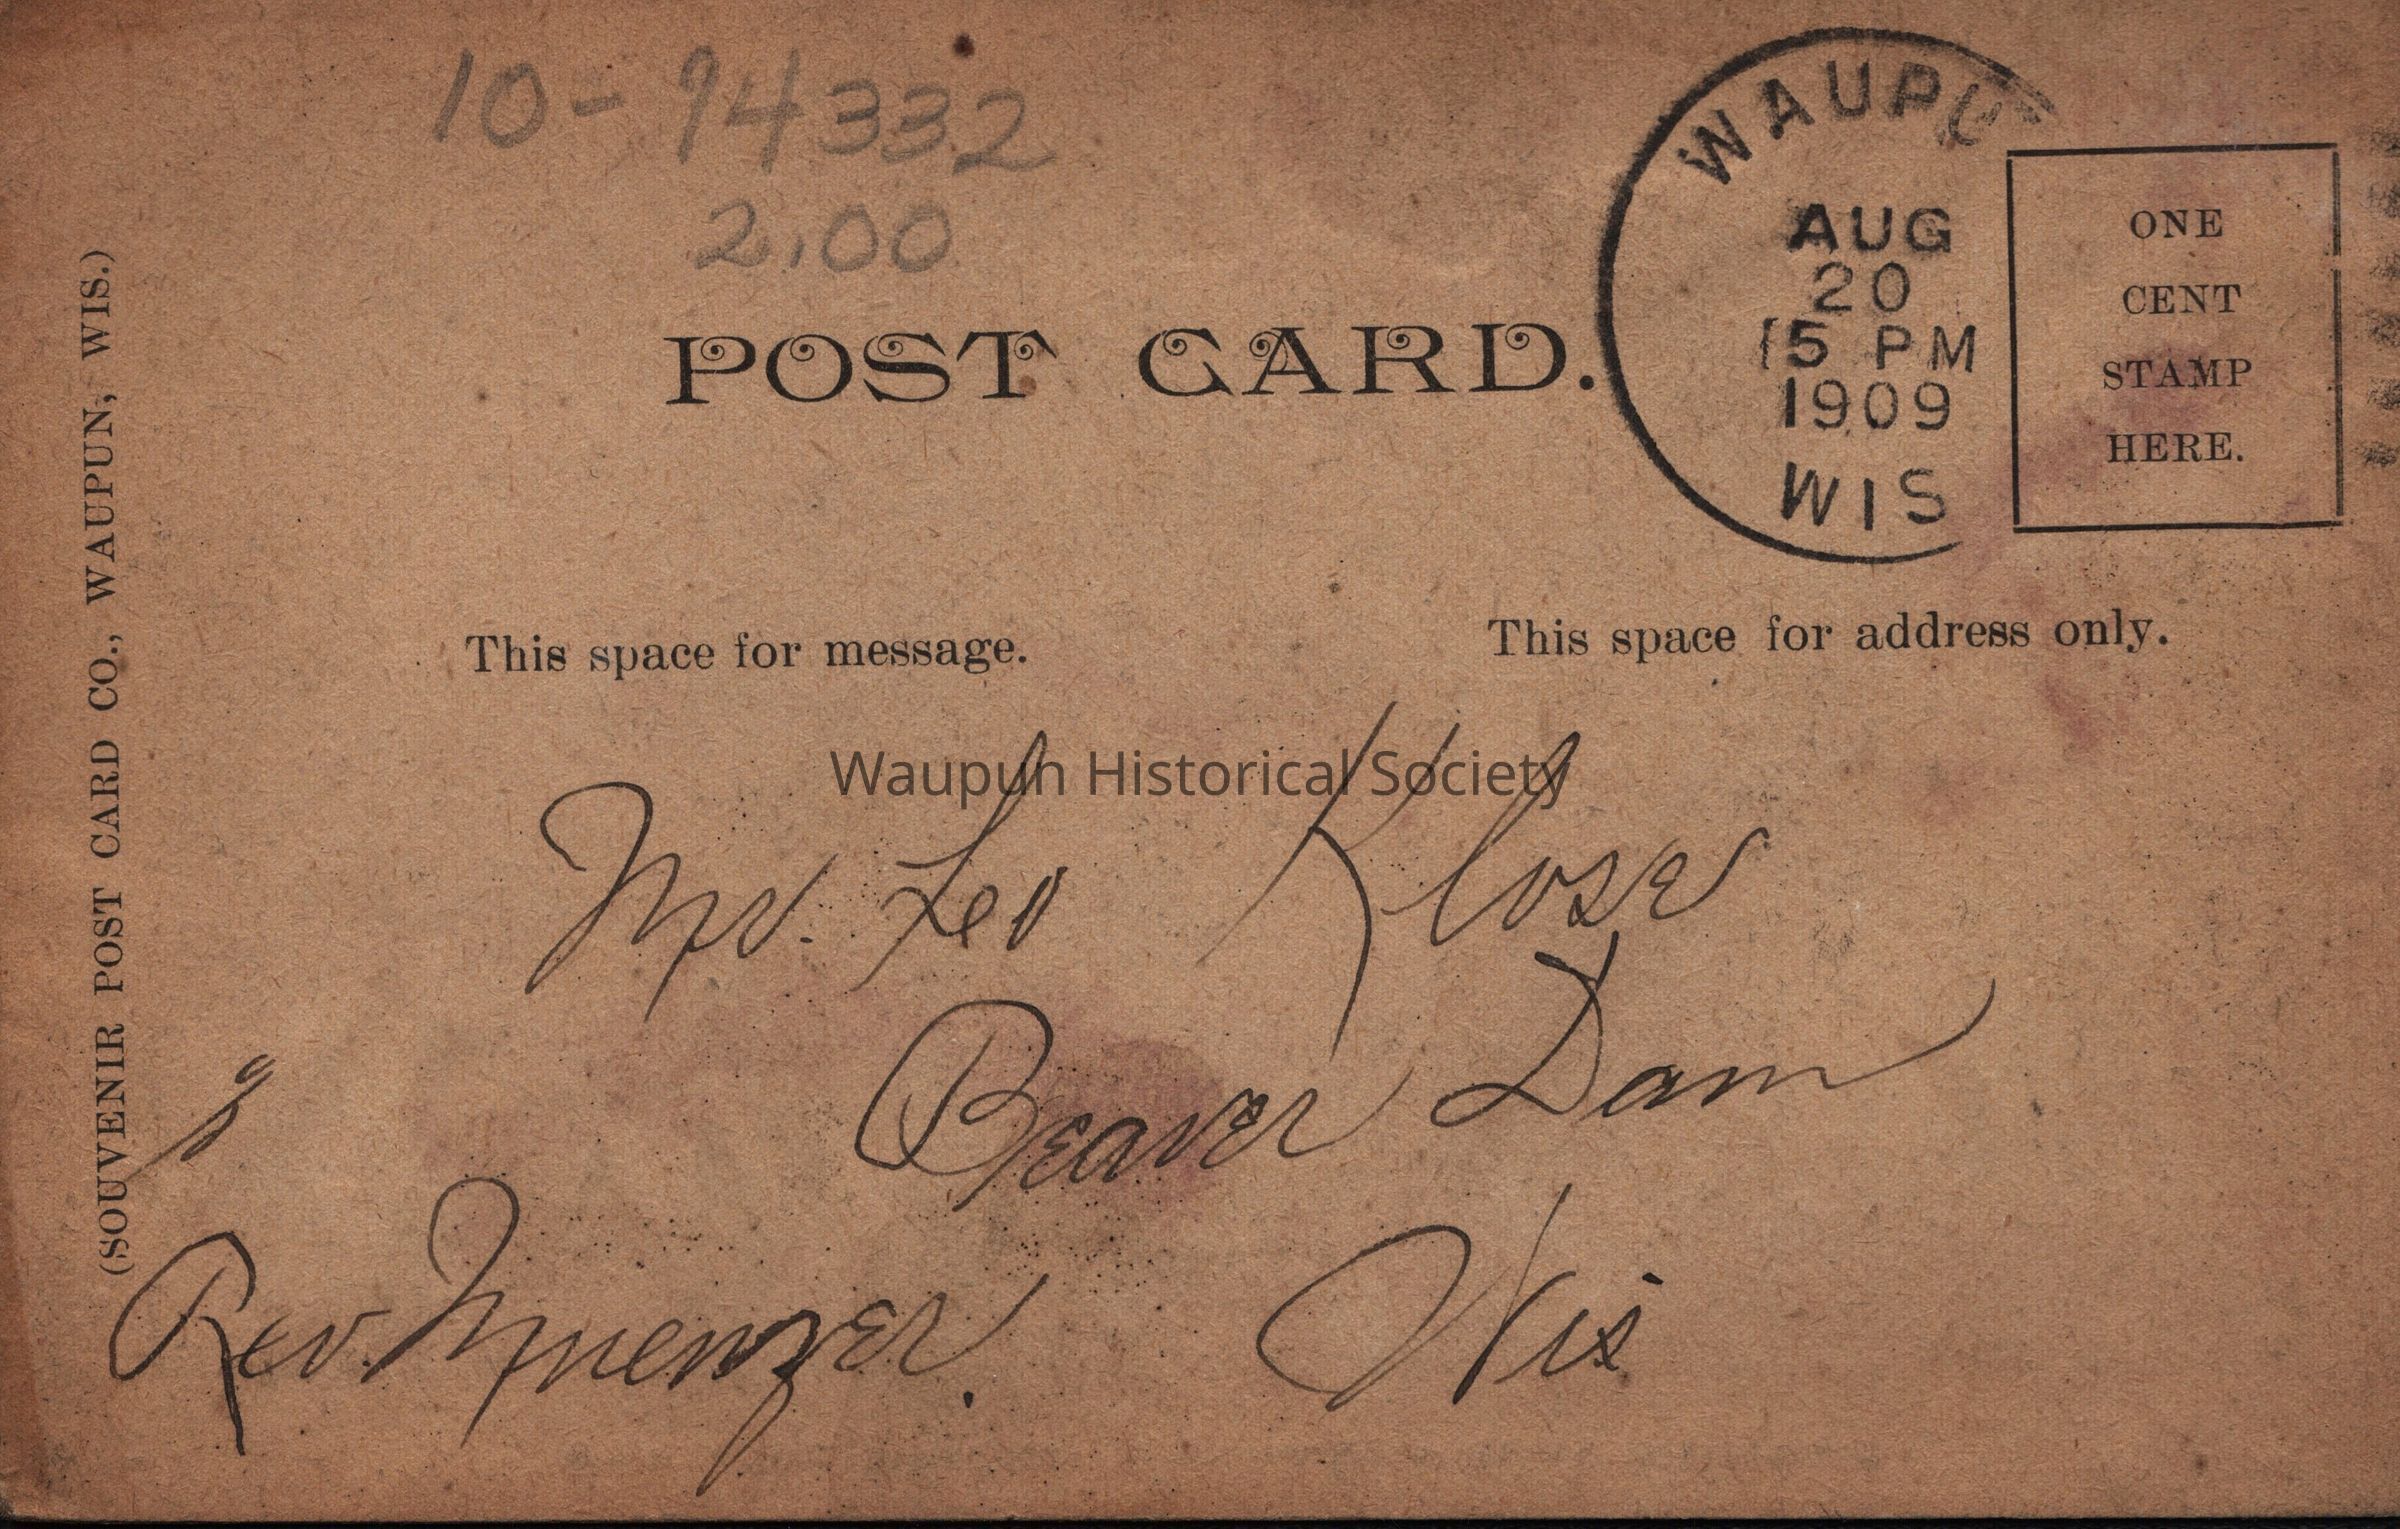 10-94332
2.00
WAUPU
AUG
20
5 PM
1909
WIS
ONE
CENT
STAMP
HERE.
POST CARD.
(SOUVENIR POST CARD CO., WAUPUN, WIS.)
This space for message.
This space for address only.
Waupun Historical Society
Mr. Leo Kloser
Beaver Dam
Wis
Rev. Muenzer.